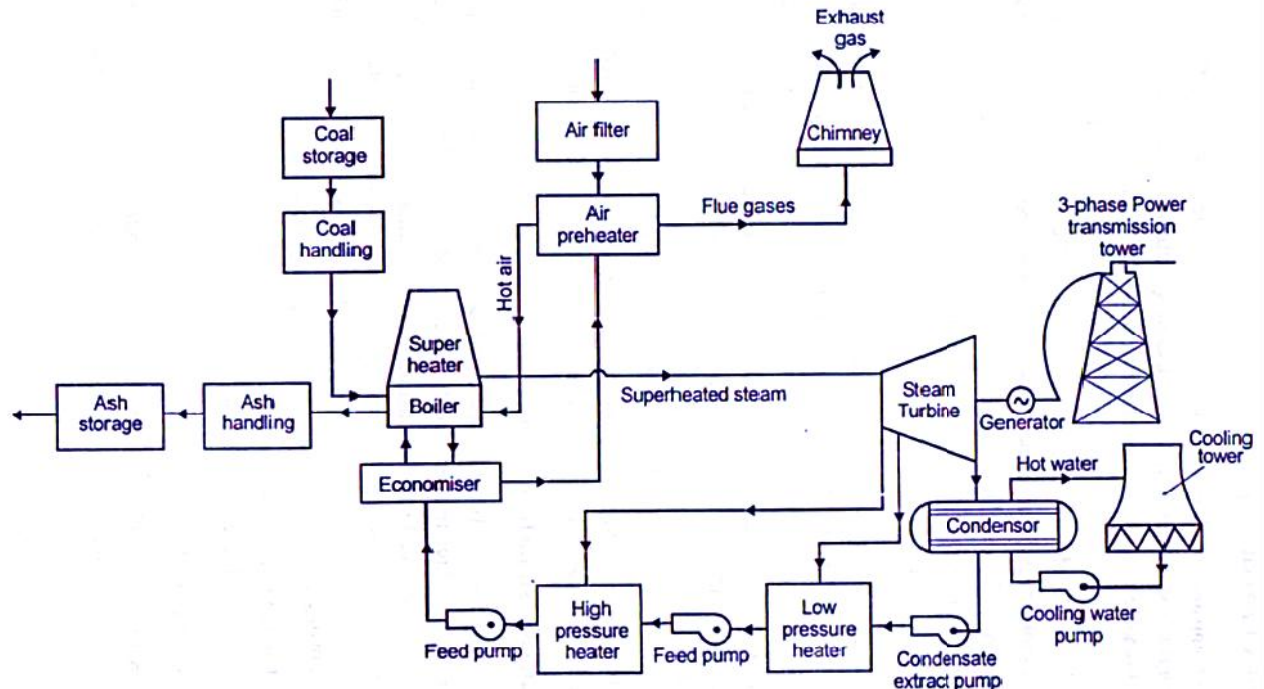 Exhaust
gas
Coal
storage
Air filter
Chimney
Coal
handling
Air
preheater
Flue gases
3-phase Power
transmission
tower
Hot air
Super
heater
Boiler
Superheated steam
Steam
Turbine
Generator
Ash
storage
Ash
handling
Economiser
Hot water
Cooling
tower
Condensor
High
pressure
heater
Low
pressure
heater
Feed pump
Feed pump
Condensate
extract pump
Cooling water
pump